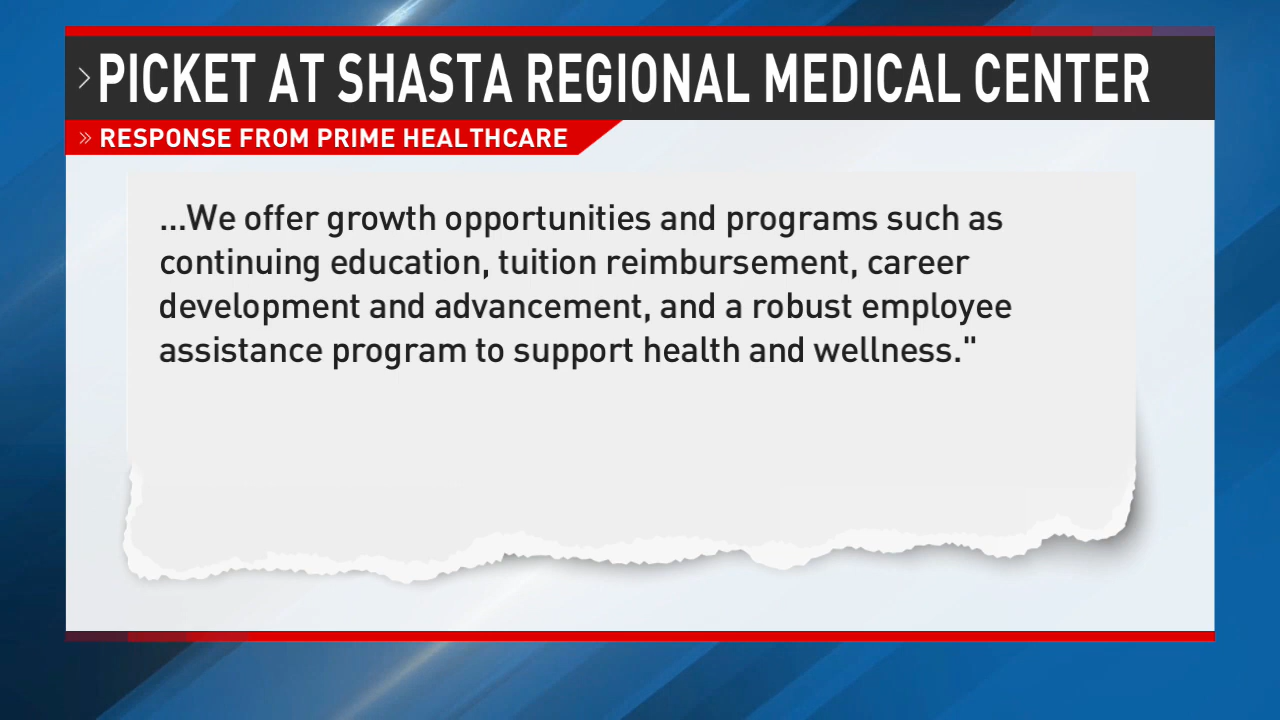 PICKET AT SHASTA REGIONAL MEDICAL CENTER
RESPONSE FROM PRIME HEALTHCARE
...We offer growth opportunities and programs such as
continuing education, tuition reimbursement, career
development and advancement, and a robust employee
assistance program to support health and wellness."